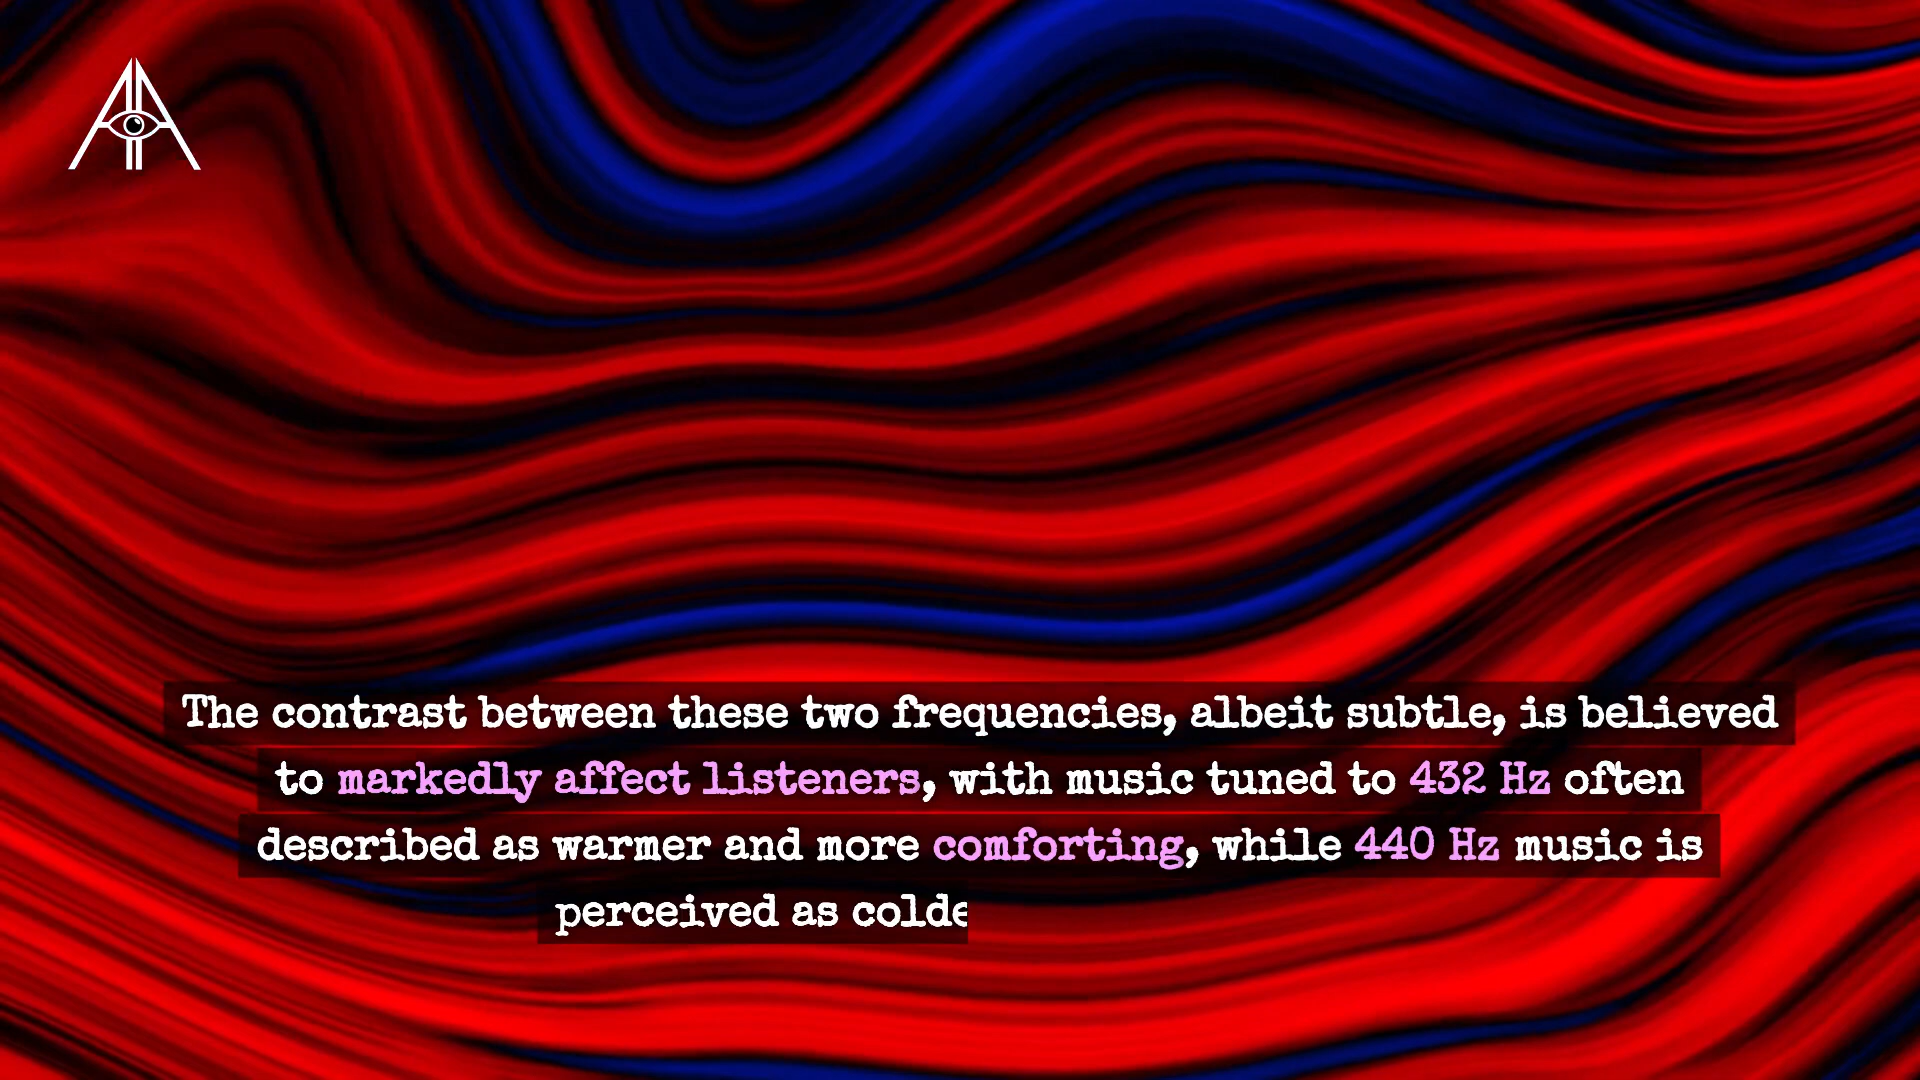 The contrast between these two frequencies, albeit subtle, is believed
to markedly affect listeners, with music tuned to 432 Hz often
described as warmer and more comforting, while 440 Hz music is
perceived as colde